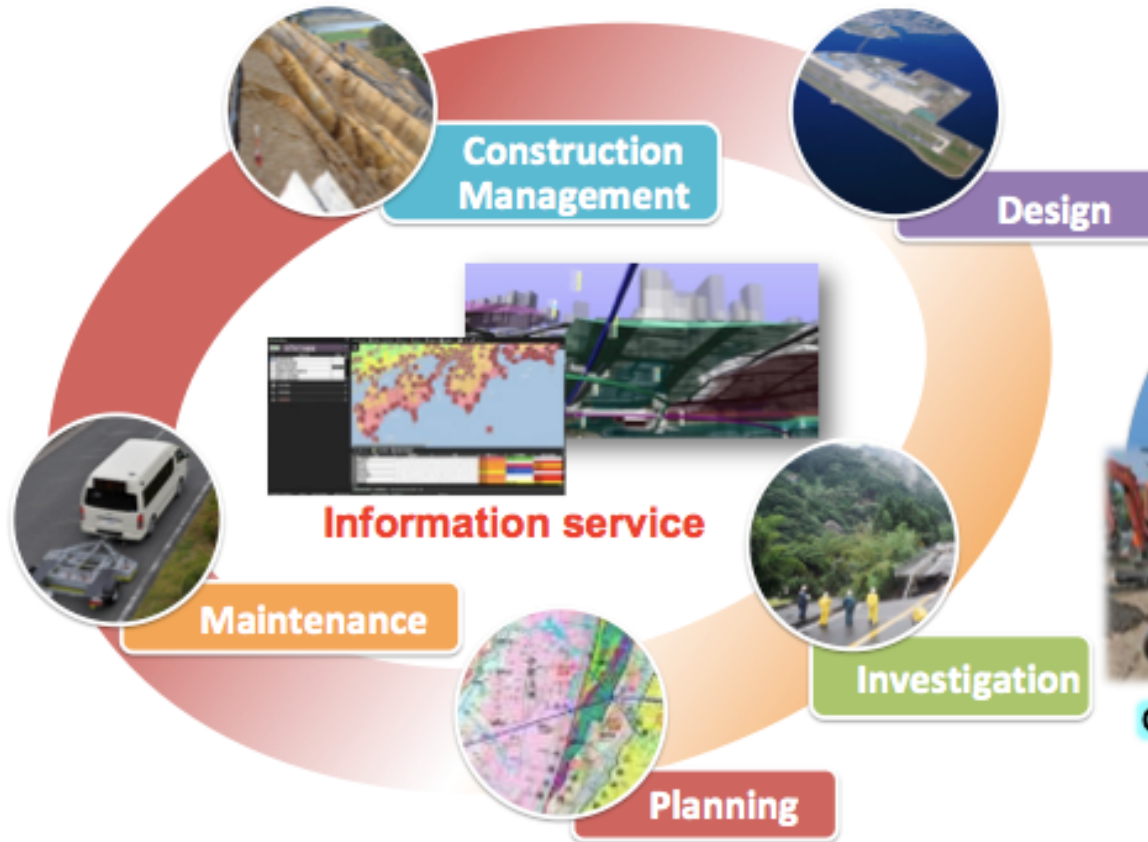 Construction
Management
Design
Information service
Maintenance
Investigation
Planning